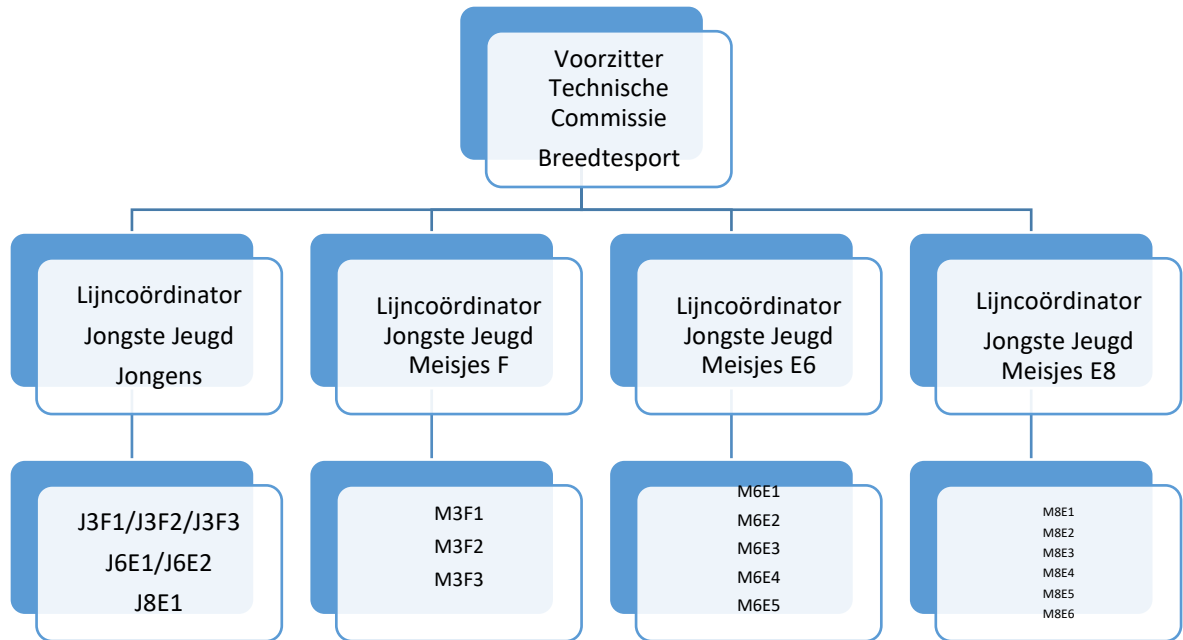 Voorzitter
Technische
Commissie
Breedtesport
Lijncoördinator
Jongste Jeugd
Jongens
Lijncoördinator
Jongste Jeugd
Meisjes F
Lijncoördinator
Jongste Jeugd
Meisjes E6
Lijncoördinator
Jongste Jeugd
Meisjes E8
J3F1/J3F2/J3F3
J6E1/J6E2
J8E1
M3F1
M3F2
M3F3
M6E1
M6E2
M6E3
M6E4
M6E5
M8E1
M8E2
M8E3
M8E4
M8E5
M8E6